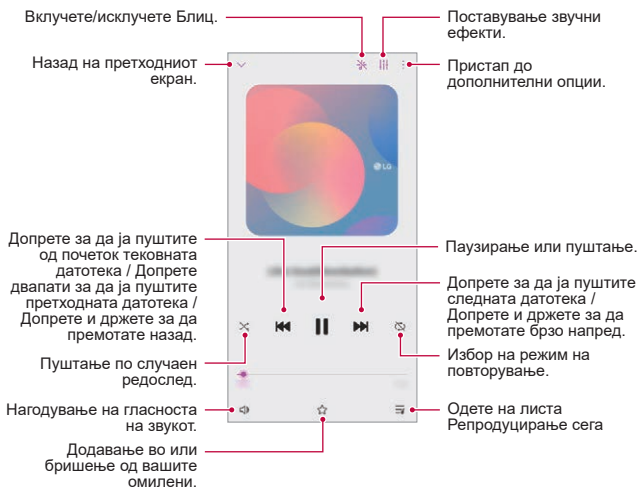 Вклучете/исклучете Блиц.
Поставување звучни
ефекти.
Назад на претходниот
екран.
Пристап до
дополнителни опции.
LG
Допрете за да ја пуштите
од почеток тековната
датотека / Допрете
двапати за да ја пуштите
претходната датотека /
Допрете и држете за да
премотате назад.
Паузирање или пуштање.
Допрете за да ја пуштите
следната датотека /
Допрете и држете за да
премотате брзо напред.
Пуштање по случаен
редослед.
Избор на режим на
повторување.
Нагодување на гласноста
на звукот.
Одете на листа
Репродуцирање сега
Додавање во или
бришење од вашите
омилени.